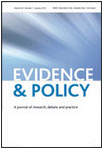 EVIDENCE
& POLICY
A journal of research, debate and practice